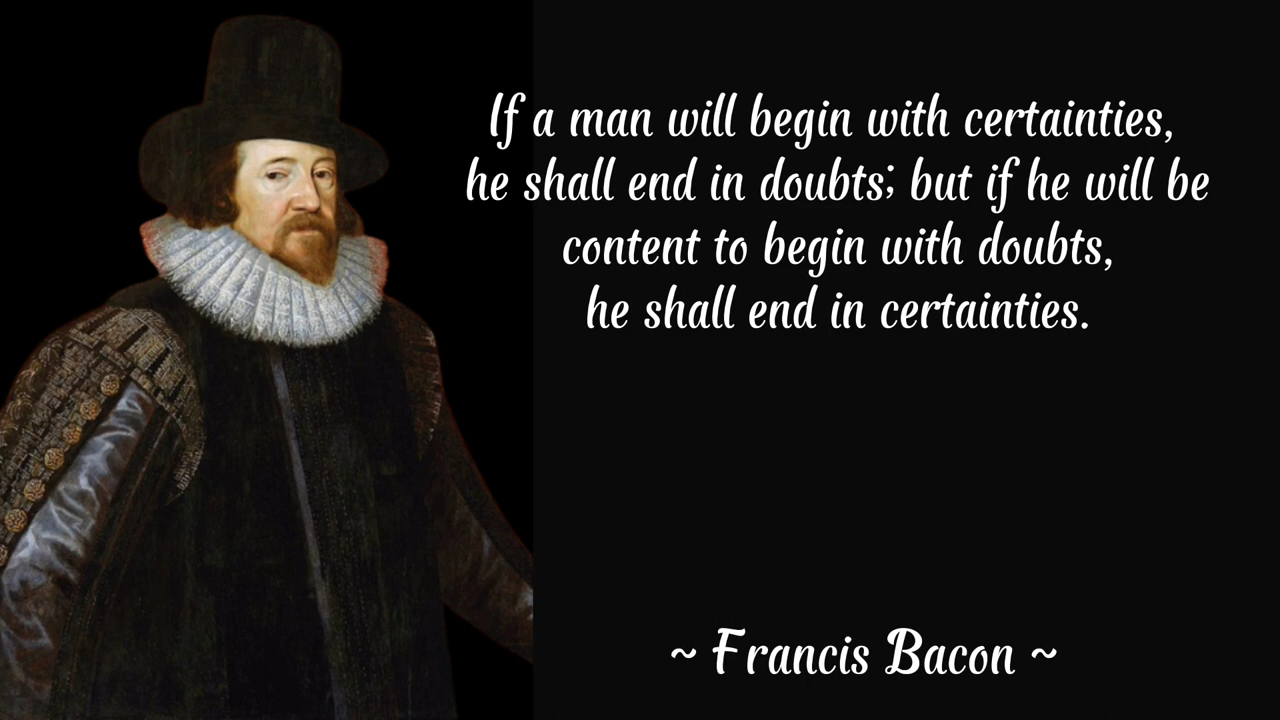 If a man will begin with certainties,
he shall end in doubts; but if he will be
content to begin with doubts,
he shall end in certainties.
~ Francis Bacon ~